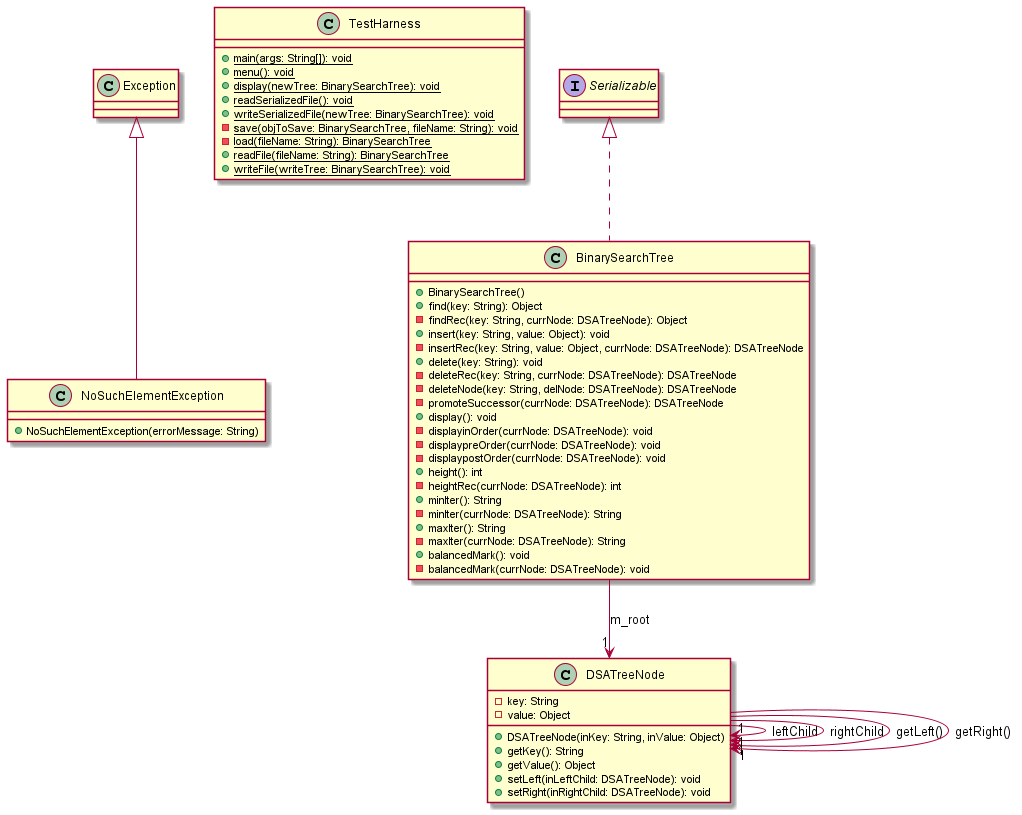 C TestHarness
main(args: String[]): void
menu(): void
display(newTree: BinarySearchTree): void
readSerializedFile(): void
writeSerializedFile(newTree: BinarySearchTree): void
save(objToSave: BinarySearchTree, fileName: String): void
load(fileName: String): BinarySearchTree
readFile(fileName: String): BinarySearchTree
writeFile(writeTree: BinarySearchTree): void
C Exception
I Serializable
C BinarySearchTree
BinarySearchTree()
find(key: String): Object
findRec(key: String, currNode: DSATreeNode): Object
insert(key: String, value: Object): void
insertRec(key: String, value: Object, currNode: DSATreeNode): DSATreeNode
delete(key: String): void
deleteRec(key: String, currNode: DSATreeNode): DSATreeNode
deleteNode(key: String, delNode: DSATreeNode): DSATreeNode
promoteSuccessor(currNode: DSATreeNode): DSATreeNode
display(): void
displayinOrder(currNode: DSATreeNode): void
displaypreOrder(currNode: DSATreeNode): void
displaypostOrder(currNode: DSATreeNode): void
height(): int
heightRec(currNode: DSATreeNode): int
minIter(): String
minIter(currNode: DSATreeNode): String
maxIter(): String
maxIter(currNode: DSATreeNode): String
balancedMark(): void
balancedMark(currNode: DSATreeNode): void
C NoSuchElementException
NoSuchElementException(errorMessage: String)
m_root
1
C DSATreeNode
key: String
value: Object
DSATreeNode(inKey: String, inValue: Object)
getKey(): String
getValue(): Object
setLeft(inLeftChild: DSATreeNode): void
setRight(inRightChild: DSATreeNode): void
1 leftChild rightChild getLeft() getRight()
1